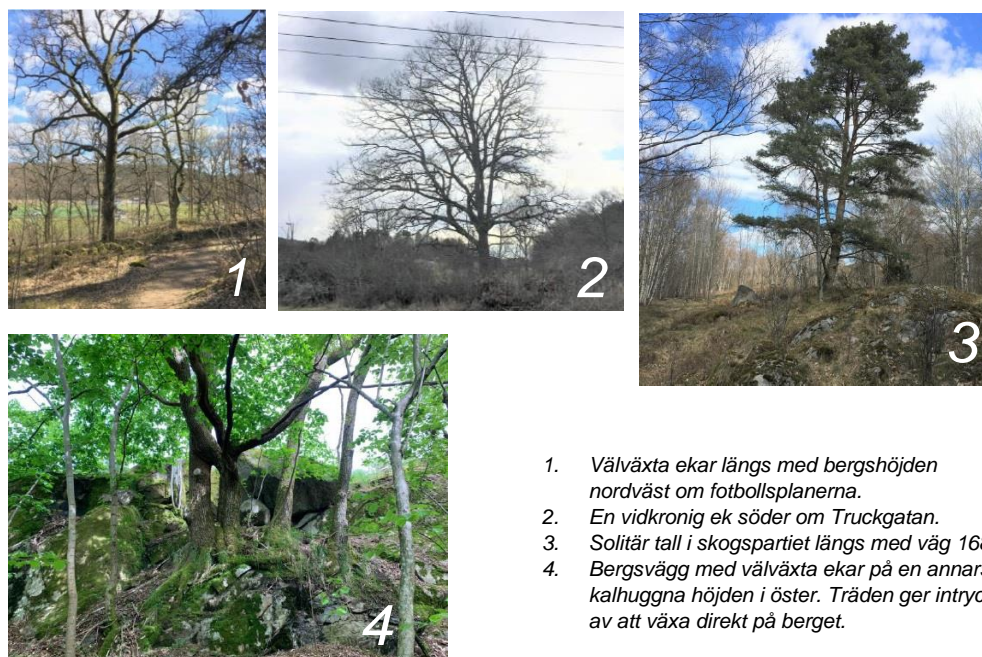 1
2
3
4
1. Välväxta ekar längs med bergshöjden
nordväst om fotbollsplanerna.
2. En vidkronig ek söder om Truckgatan.
3. Solitär tall i skogspartiet längs med väg
4. Bergsvägg med välväxta ekar på en
kalhuggna höjden i öster. Träden ger
av att växa direkt på berget.